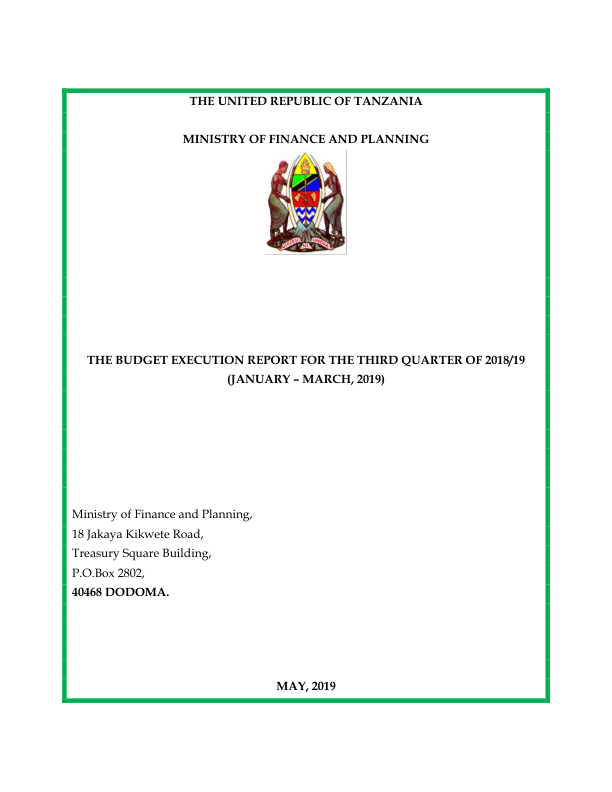 THE UNITED REPUBLIC OF TANZANIA
MINISTRY OF FINANCE AND PLANNING
THE BUDGET EXECUTION REPORT FOR THE THIRD QUARTER OF 2018/19
(JANUARY – MARCH, 2019)
Ministry of Finance and Planning,
18 Jakaya Kikwete Road,
Treasury Square Building,
P.O.Box 2802,
40468 DODOMA.
MAY, 2019